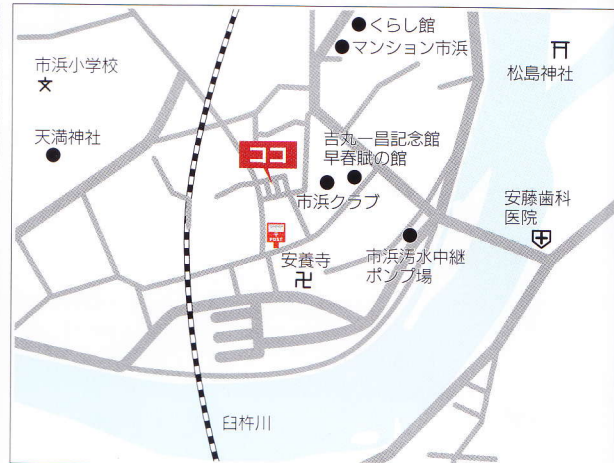 くらし館
マンション市浜
松島神社
市浜小学校
天満神社
吉丸一昌記念館
早春賦の館
ココ
市浜クラブ
安藤歯科
医院
POST
安養寺
市浜汚水中継
ポンプ場
臼杵川